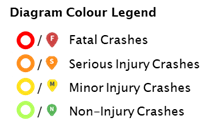 Diagram Colour Legend
/ F Fatal Crashes
/ S Serious Injury Crashes
/ M Minor Injury Crashes
/ N Non-Injury Crashes